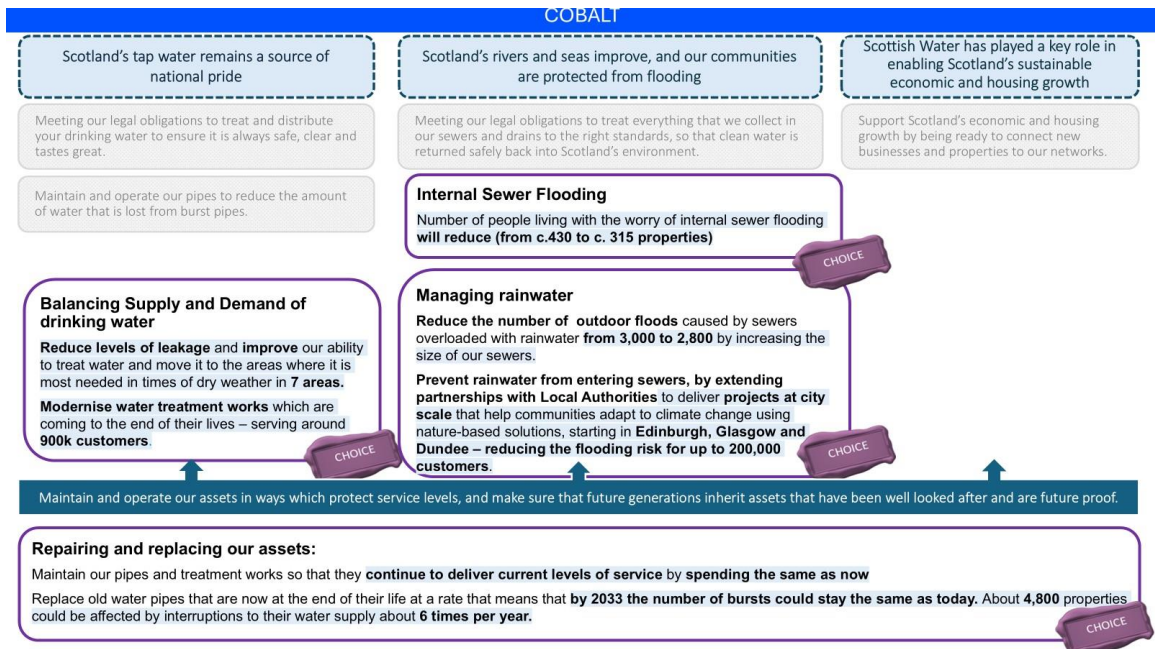 COBALT
Scotland's tap water remains a source of
national pride
Scotland's rivers and seas improve, and our communities
are protected from flooding
Scottish Water has played a key role in
enabling Scotland's sustainable
economic and housing growth
Meeting our legal obligations to treat and distribute
your drinking water to ensure it is always safe, clear and
tastes great.
Meeting our legal obligations to treat everything that we collect
in our sewers and drains to the right standards, so that clean water is
returned safely back into Scotland's environment.
Support Scotland's economic and housing
growth by being ready to connect new
businesses and properties to our networks.
Maintain and operate our pipes to reduce the amount
of water that is lost from burst pipes.
Internal Sewer Flooding
Number of people living with the worry of internal sewer flooding
will reduce (from c.430 to c. 315 properties)
CHOICE
Balancing Supply and Demand of
drinking water
Reduce levels of leakage and improve our ability
to treat water and move it to the areas where it is
most needed in times of dry weather in 7 areas.
Modernise water treatment works which are
coming to the end of their lives – serving around
900k customers.
CHOICE
Managing rainwater
Reduce the number of outdoor floods caused by sewers
overloaded with rainwater from 3,000 to 2,800 by increasing the
size of our sewers.
Prevent rainwater from entering sewers, by extending
partnerships with Local Authorities to deliver projects at city
scale that help communities adapt to climate change using
nature-based solutions, starting in Edinburgh, Glasgow and
Dundee – reducing the flooding risk for up to 200,000
customers.
CHOICE
Maintain and operate our assets in ways which protect service levels, and make sure that future generations inherit assets that have been well looked after and are future proof.
Repairing and replacing our assets:
Maintain our pipes and treatment works so that they continue to deliver current levels of service by spending the same as now
Replace old water pipes that are now at the end of their life at a rate that means that by 2033 the number of bursts could stay the same as today. About 4,800 properties
could be affected by interruptions to their water supply about 6 times per year.
CHOICE